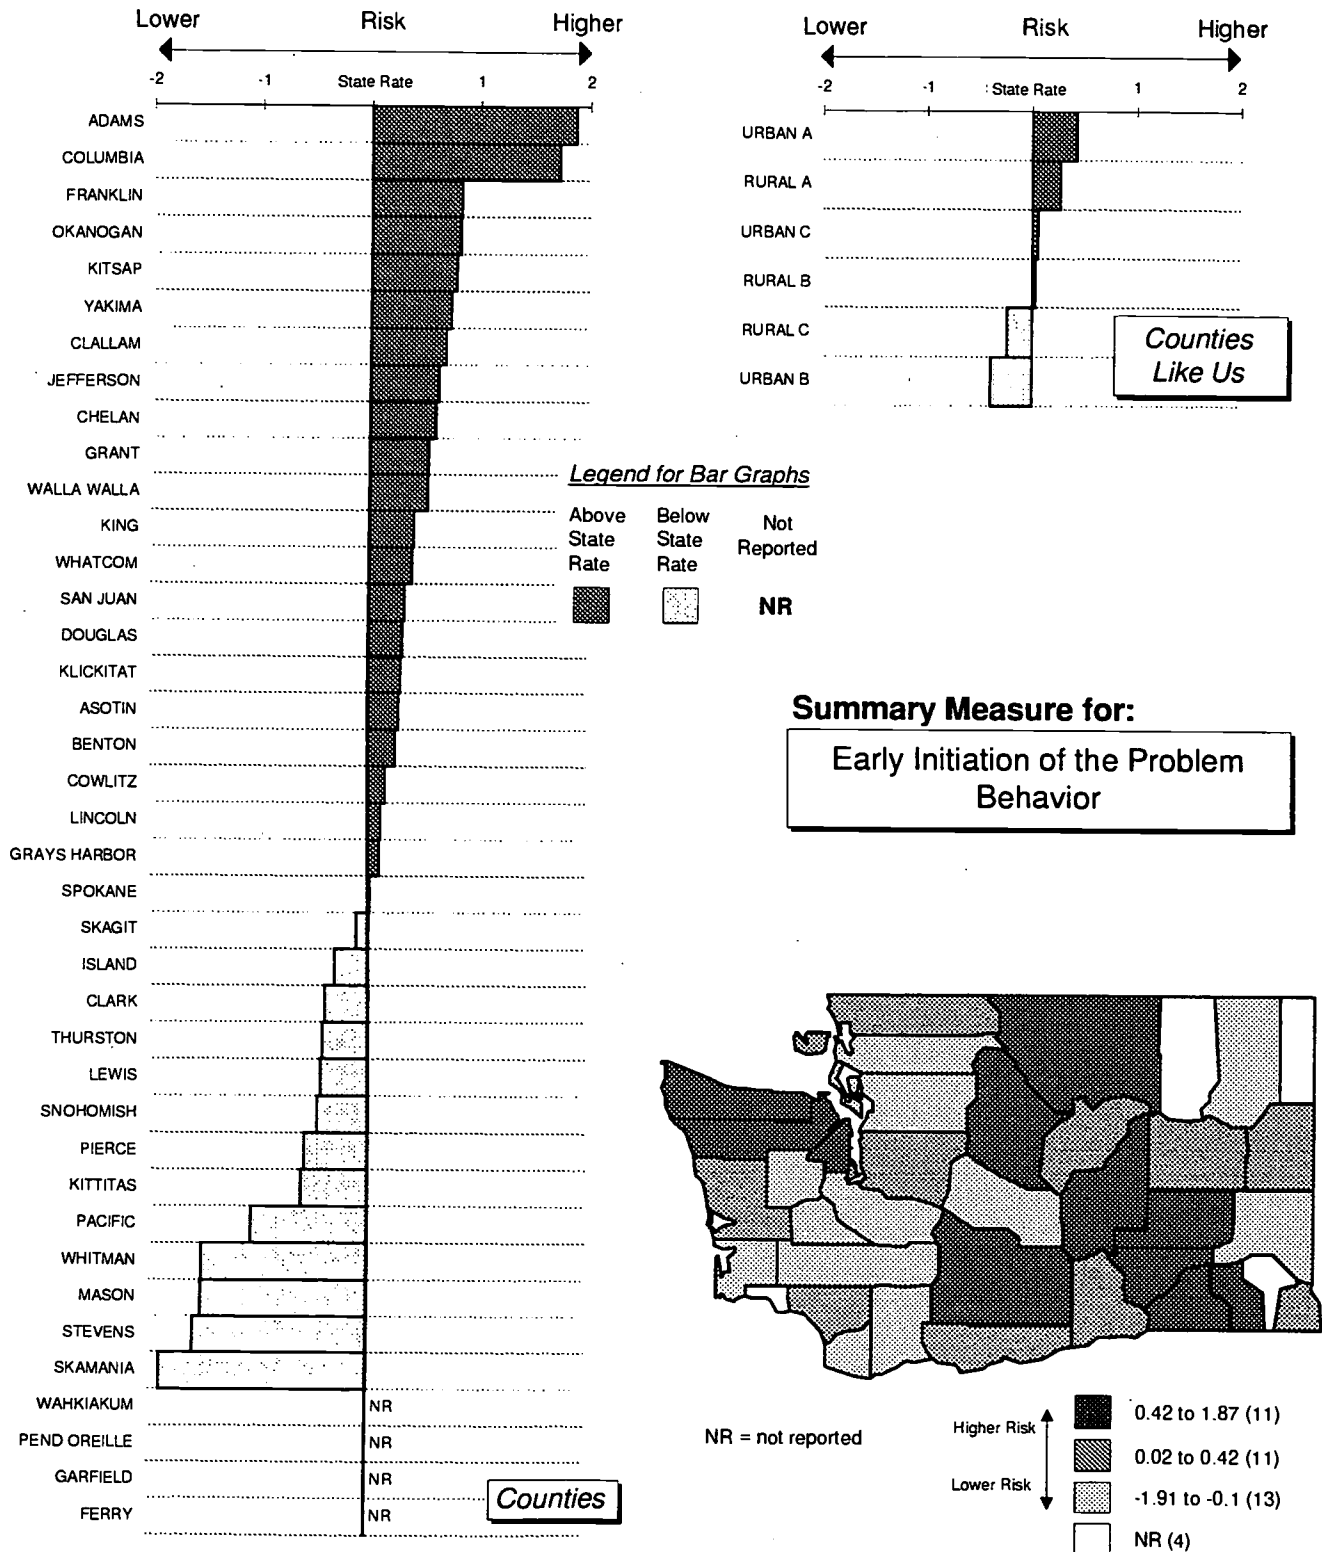 Lower Risk Higher
-2 -1 State Rate 1 2
ADAMS
COLUMBIA
FRANKLIN
OKANOGAN
KITSAP
YAKIMA
CLALLAM
JEFFERSON
CHELAN
GRANT
WALLA WALLA
KING
WHATCOM
SAN JUAN
DOUGLAS
KLICKITAT
ASOTIN
BENTON
COWLITZ
LINCOLN
GRAYS HARBOR
SPOKANE
SKAGIT
ISLAND
CLARK
THURSTON
LEWIS
SNOHOMISH
PIERCE
KITTITAS
PACIFIC
WHITMAN
MASON
STEVENS
SKAMANIA
WAHKIAKUM NR
PEND OREILLE NR
GARFIELD NR
FERRY NR
Counties
Lower Risk Higher
-2 -1 State Rate 1 2
URBAN A
RURAL A
URBAN C
RURAL B
RURAL C
URBAN B
Counties
Like Us
Legend for Bar Graphs
Above Below Not
State State Reported
Rate Rate
NR
Summary Measure for:
Early Initiation of the Problem
Behavior
NR = not reported
Higher Risk
Lower Risk
0.42 to 1.87 (11)
0.02 to 0.42 (11)
-1.91 to -0.1 (13)
NR (4)